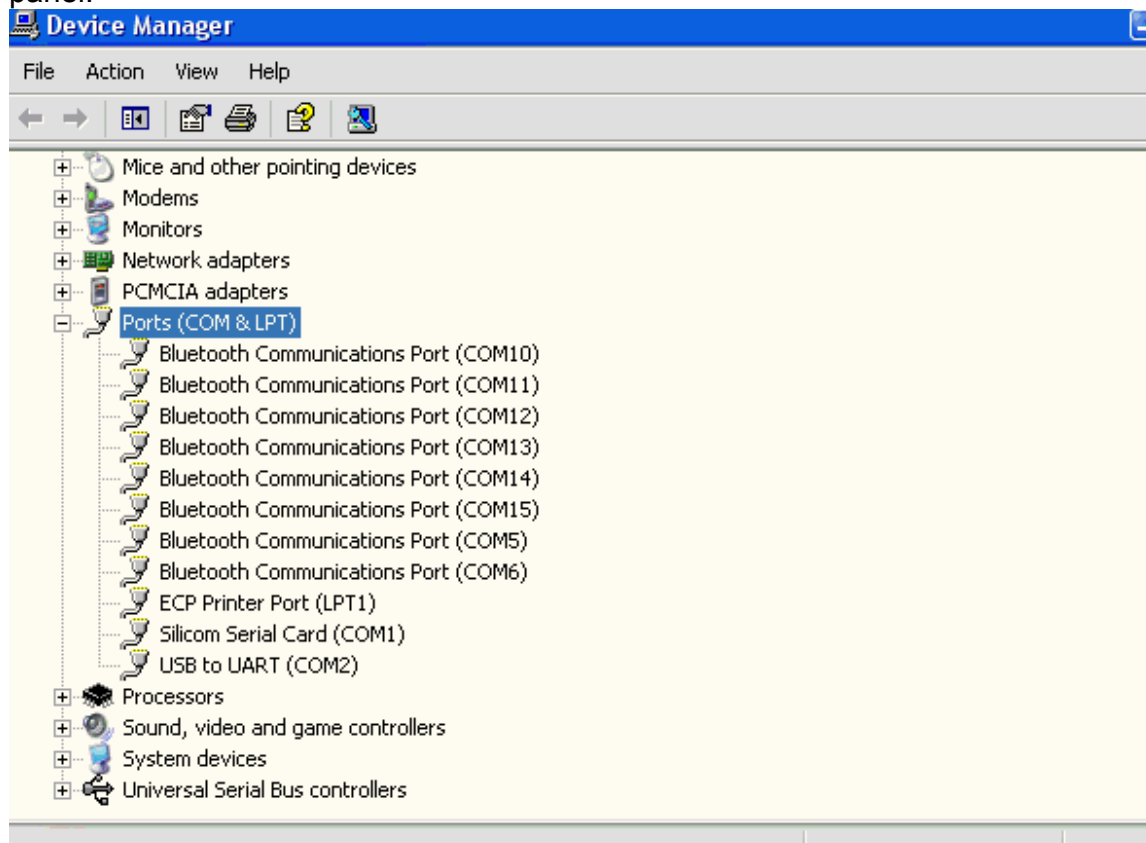 panel.
Device Manager
File Action View Help
Mice and other pointing devices
Modems
Monitors
Network adapters
PCMCIA adapters
Ports (COM & LPT)
Bluetooth Communications Port (COM10)
Bluetooth Communications Port (COM11)
Bluetooth Communications Port (COM12)
Bluetooth Communications Port (COM13)
Bluetooth Communications Port (COM14)
Bluetooth Communications Port (COM15)
Bluetooth Communications Port (COM5)
Bluetooth Communications Port (COM6)
ECP Printer Port (LPT1)
Silicom Serial Card (COM1)
USB to UART (COM2)
Processors
Sound, video and game controllers
System devices
Universal Serial Bus controllers